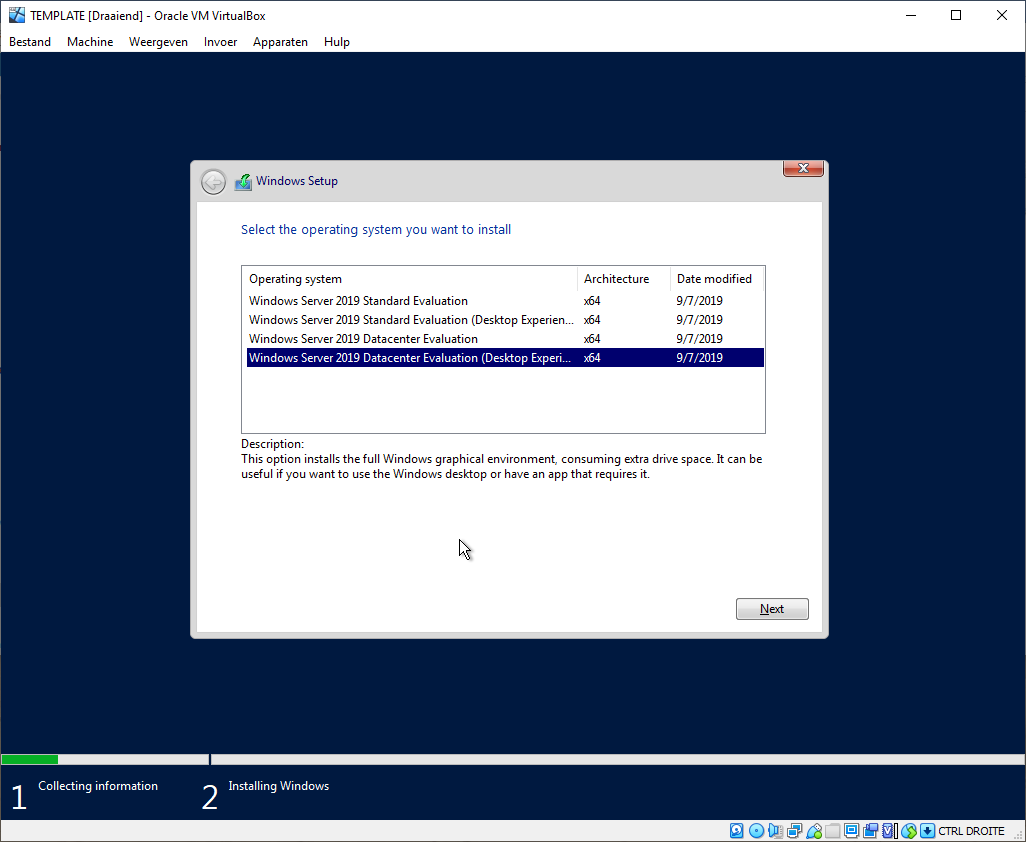 TEMPLATE [Draaiend] - Oracle VM VirtualBox
Bestand Machine Weergeven Invoer Apparaten Hulp
Windows Setup
Select the operating system you want to install
Operating system Architecture Date modified
Windows Server 2019 Standard Evaluation x64 9/7/2019
Windows Server 2019 Standard Evaluation (Desktop Experien... x64 9/7/2019
Windows Server 2019 Datacenter Evaluation x64 9/7/2019
Windows Server 2019 Datacenter Evaluation (Desktop Experi... x64 9/7/2019
Description:
This option installs the full Windows graphical environment, consuming extra drive space. It can be
useful if you want to use the Windows desktop or have an app that requires it.
Next
1 Collecting information 2 Installing Windows
CTRL DROITE